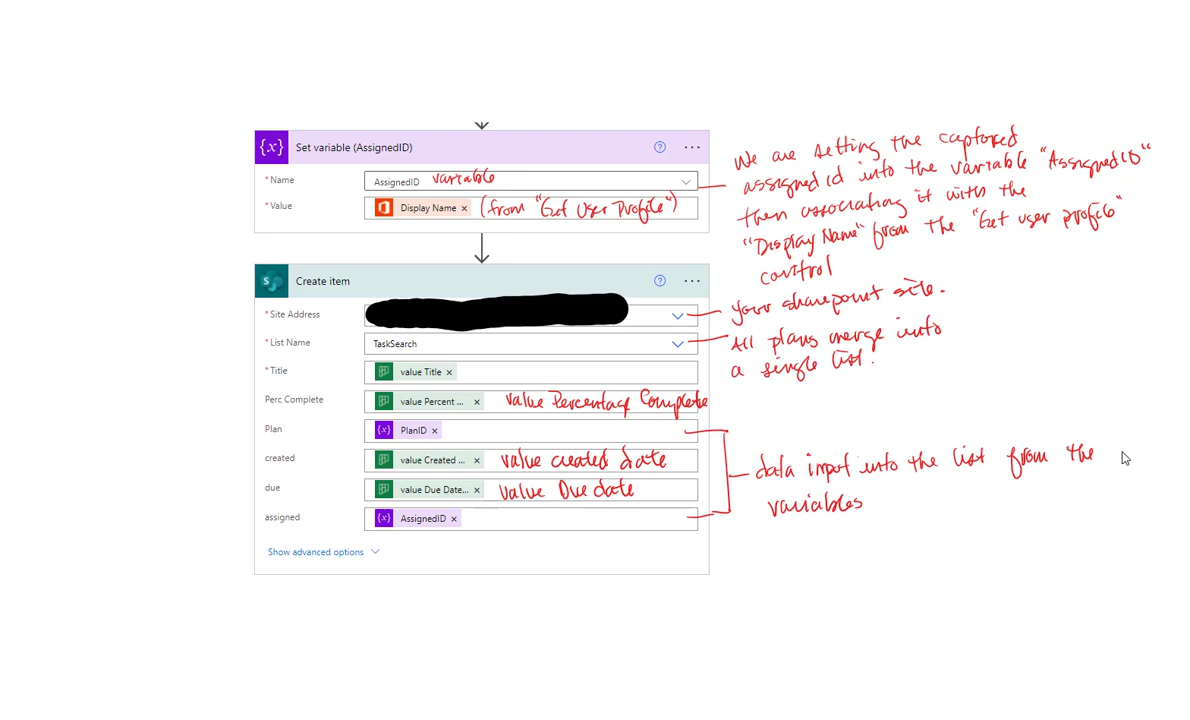 Set variable (AssignedID)
* Name
AssignedID variable
* Value
Display Name × (from "Get User Profile")
We are setting the captored
assigned Id into the variable "AssignedID"
then associating it with the
"Display Name" from the "Get user profile"
control
Create item
* Site Address
your sharepoint site.
* List Name
TaskSearch
All plans merge into
a single list.
* Title
value Title ×
Perc Complete
value Percent ... × value Percentage Complete
Plan
PlanID ×
created
value Created ... × value created date
due
value Due Date... × value Due date
assigned
AssignedID ×
data input into the list from the
variables
Show advanced options